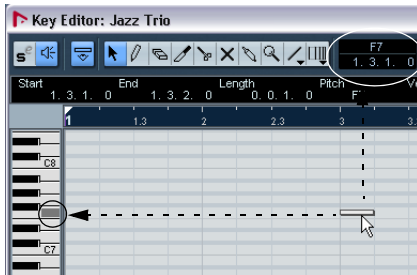 Key Editor: Jazz Trio
s
F7
1. 3. 1. 0
Start End Length Pitch
1. 3. 1. 0 1. 3. 2. 0 0. 0. 1. 0
1 1.3 2 2.3 3 3.
C8
C7